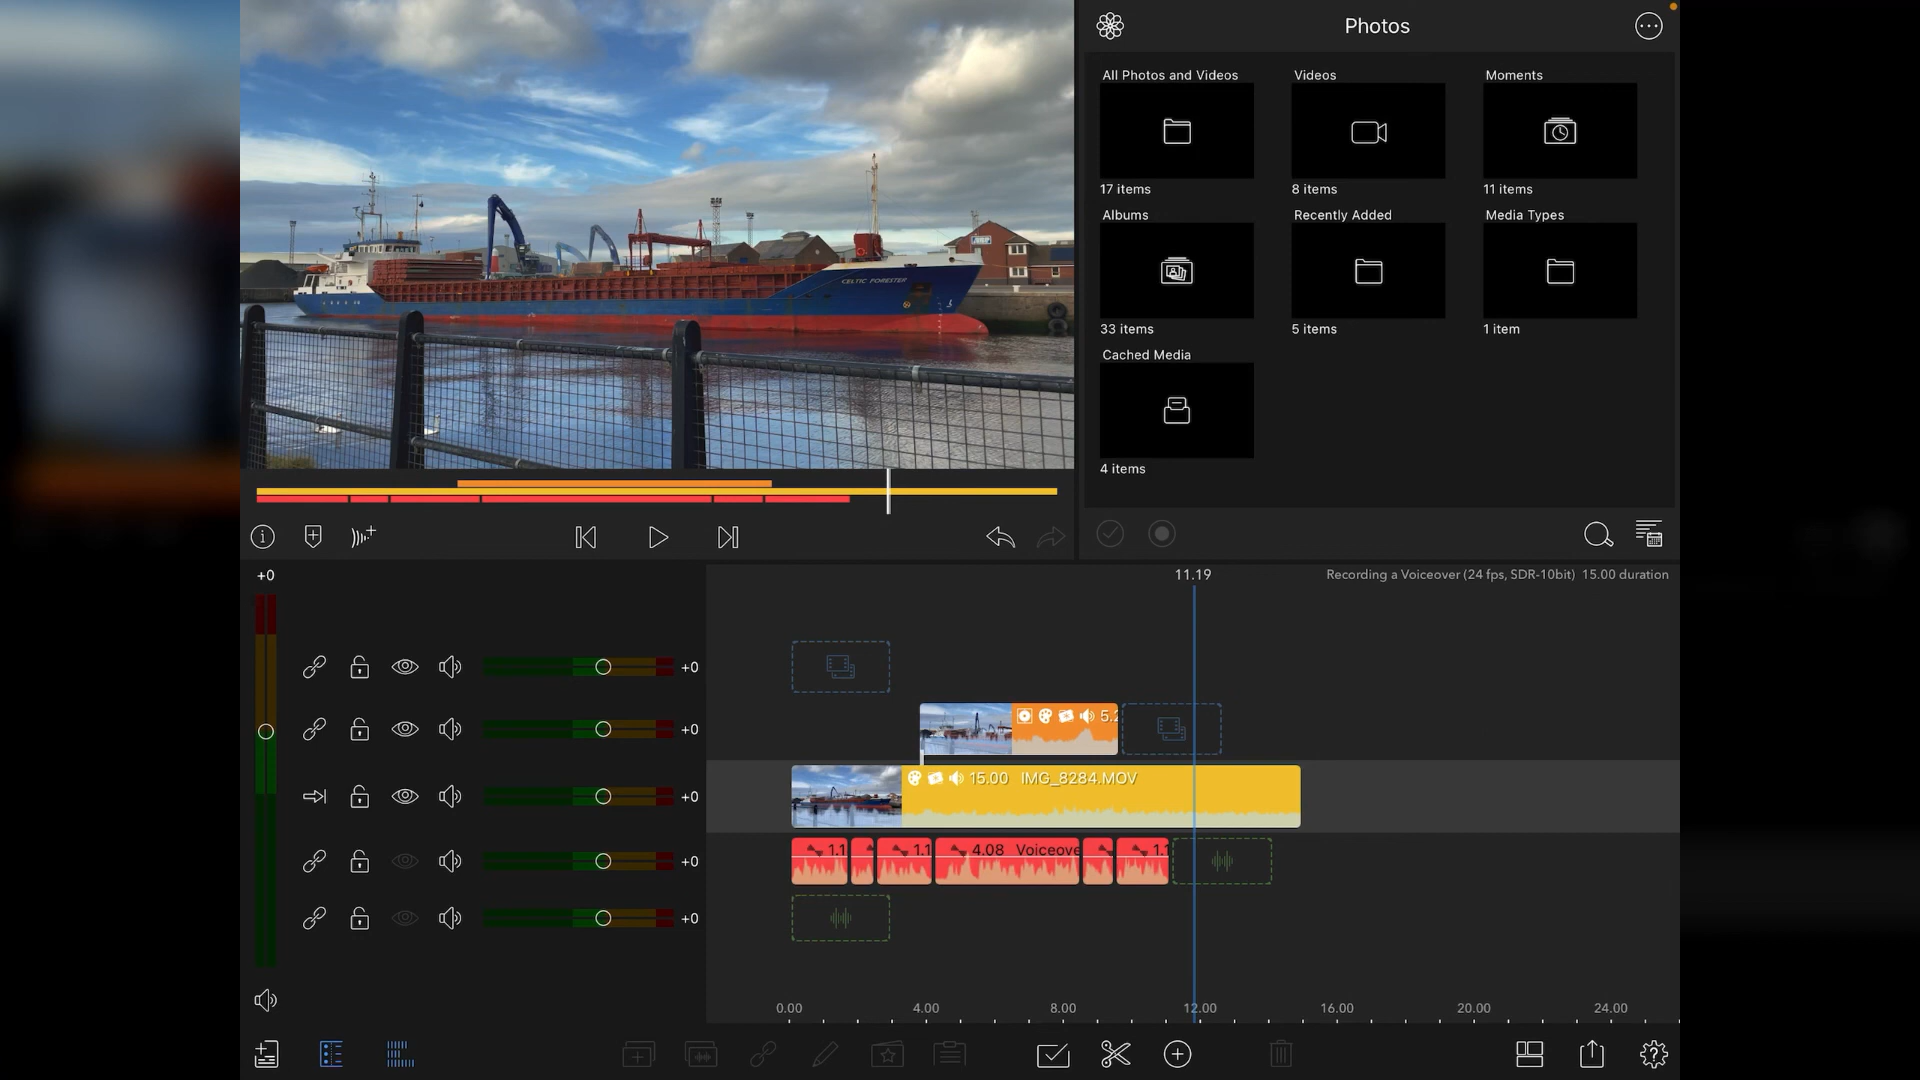 Photos
All Photos and Videos
Videos
Moments
17 items
8 items
11 items
Albums
Recently Added
Media Types
33 items
5 items
1 item
Cached Media
4 items
CELTIC FORESTER
+0
11.19
Recording a Voiceover (24 fps, SDR-10bit) 15.00 duration
+0
+0
5.2
+0
15.00 IMG_8284.MOV
+0
1.1
1.1
4.08 Voiceove
1.1
+0
0.00
4.00
8.00
12.00
16.00
20.00
24.00